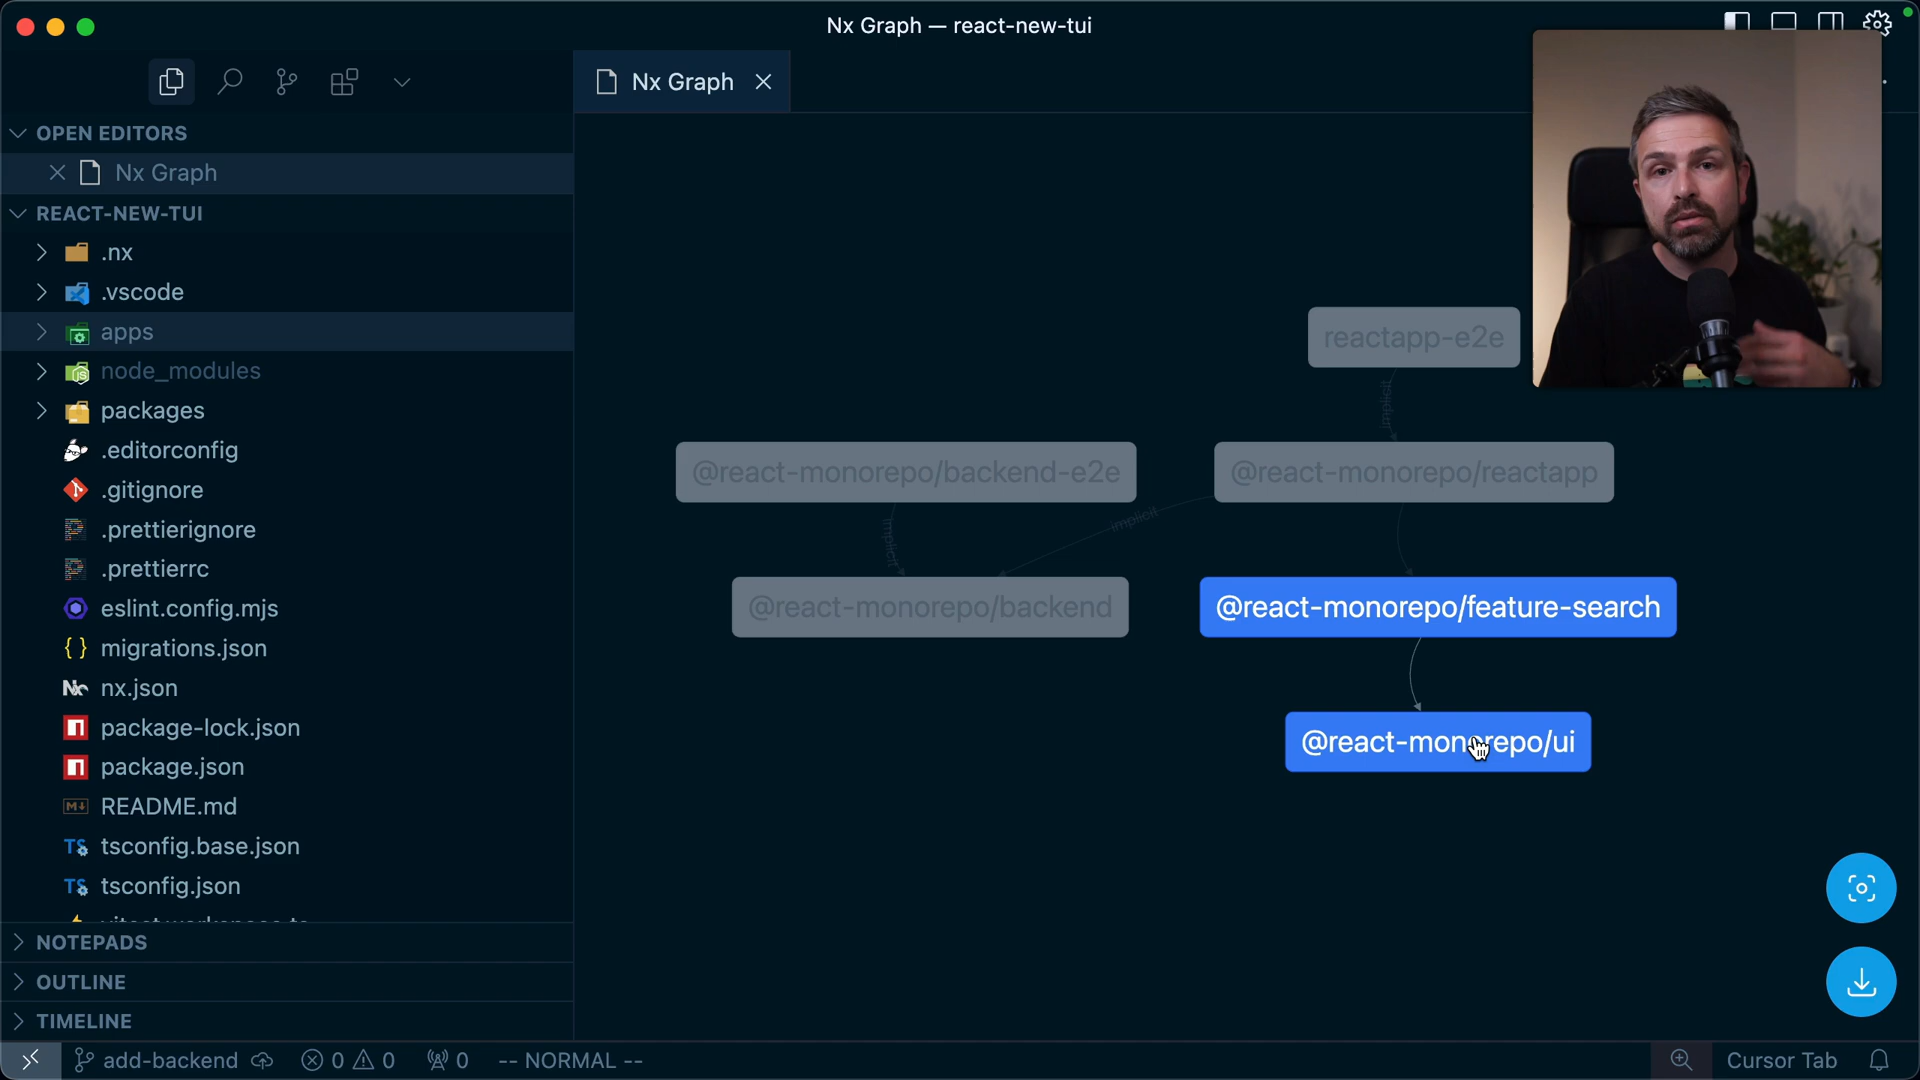 Nx Graph — react-new-tui
Nx Graph
OPEN EDITORS
Nx Graph
REACT-NEW-TUI
.nx
.vscode
apps
node_modules
packages
.editorconfig
.gitignore
.prettierignore
.prettierrc
eslint.config.mjs
migrations.json
nx.json
package-lock.json
package.json
README.md
tsconfig.base.json
tsconfig.json
NOTEPADS
OUTLINE
TIMELINE
reactapp-e2e
implicit
@react-monorepo/backend-e2e
@react-monorepo/reactapp
implicit
implicit
@react-monorepo/backend
@react-monorepo/feature-search
@react-monorepo/ui
add-backend
0
0
0
-- NORMAL --
Cursor Tab